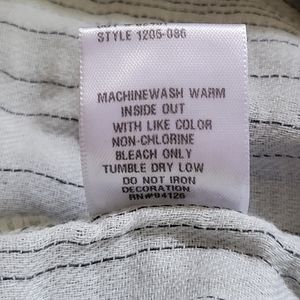 STYLE 1205-086
MACHINEWASH WARM
INSIDE OUT
WITH LIKE COLOR
NON-CHLORINE
BLEACH ONLY
TUMBLE DRY LOW
DO NOT IRON
DECORATION
RN#94126